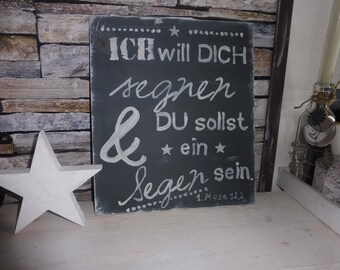 ICH will DICH
segnen
& DU sollst
ein
Segen sein.
1. Mose 12,2